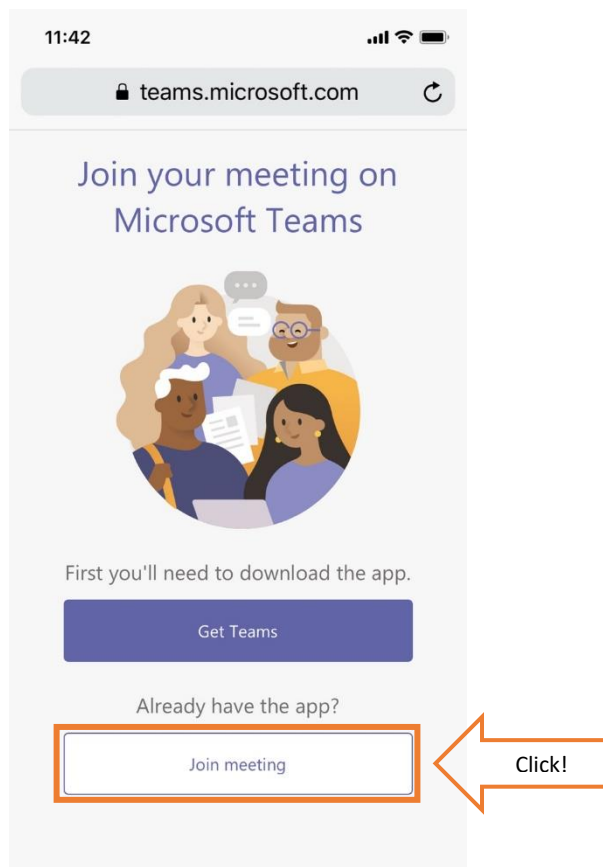 11:42
teams.microsoft.com
Join your meeting on
Microsoft Teams
First you'll need to download the app.
Get Teams
Already have the app?
Join meeting
Click!